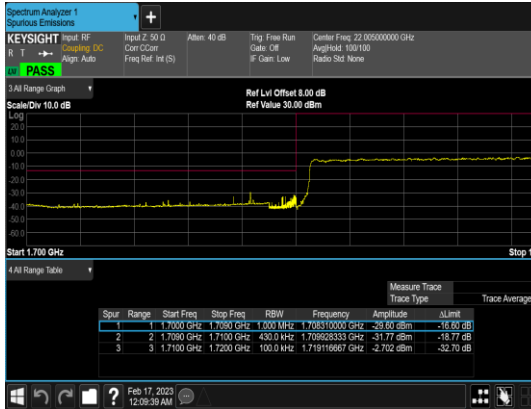 Spectrum Analyzer 1
Spurious Emissions
+
KEYSIGHT Input: RF Input Z: 50 Ω Atten: 40 dB Trig: Free Run Center Freq: 22.005000000 GHz
R T Coupling: DC Corr CCorr Gate: Off Avg|Hold: 100/100
Align: Auto Freq Ref: Int (S) IF Gain: Low Radio Std: None
PASS
3 All Range Graph
Ref Lvl Offset 8.00 dB
Scale/Div 10.0 dB Ref Value 30.00 dBm
Log
20.0
10.0
0.00
-10.0
-20.0
-30.0
-40.0
-50.0
-60.0
Start 1.700 GHz Stop 1
4 All Range Table
Measure Trace
Trace Type Trace Average
Spur Range Start Freq Stop Freq RBW Frequency Amplitude ΔLimit
1 1 1.7000 GHz 1.7090 GHz 1.000 MHz 1.708310000 GHz -29.60 dBm -16.60 dB
2 2 1.7090 GHz 1.7100 GHz 430.0 kHz 1.709928333 GHz -31.77 dBm -18.77 dB
3 3 1.7100 GHz 1.7200 GHz 100.0 kHz 1.719116667 GHz -2.702 dBm -32.70 dB
? Feb 17, 2023
12:09:39 AM